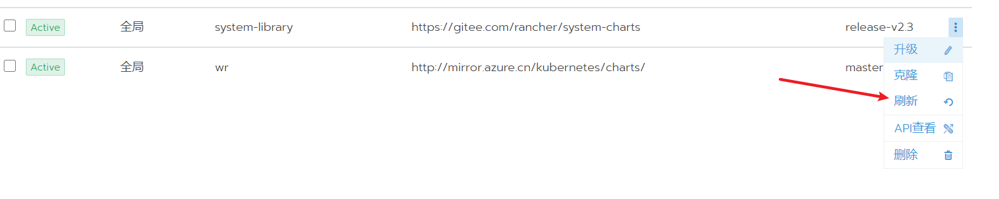 Active 全局 system-library https://gitee.com/rancher/system-charts release-v2.3
升级
Active 全局 wr http://mirror.azure.cn/kubernetes/charts/ master
克隆
刷新
API查看
删除